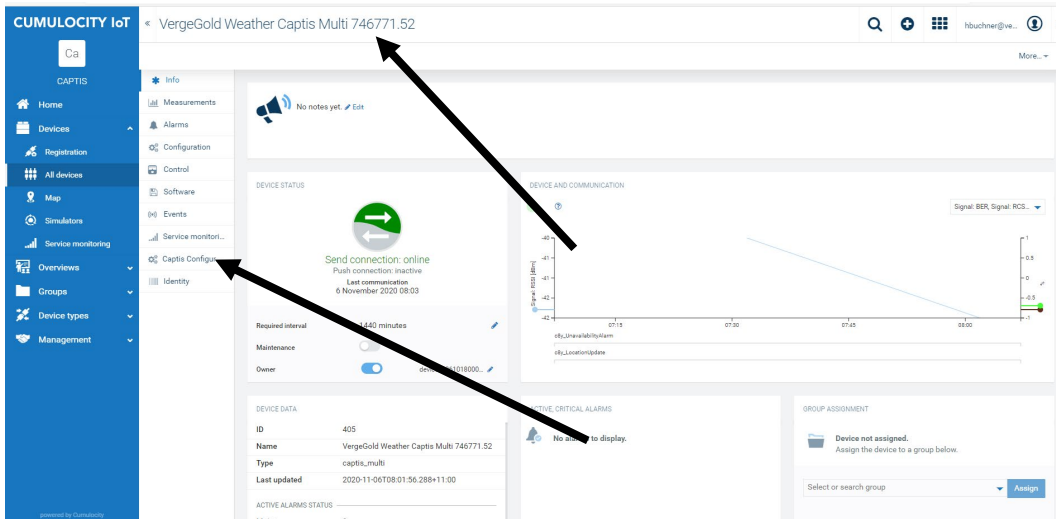 CUMULOCITY IoT
Ca
CAPTIS
Home
Devices
Registration
All devices
Map
Simulators
Service monitoring
Overviews
Groups
Device types
Management
powered by Cumulocity
« VergeGold Weather Captis Multi 746771.52
hbuchner@ve...
More...
Info
Measurements
Alarms
Configuration
Control
Software
Events
Service monitori...
Captis Configur
Identity
No notes yet. Edit
DEVICE STATUS
Send connection: online
Push connection: inactive
Last communication
6 November 2020 08:03
Required interval 1440 minutes
Maintenance
Owner
DEVICE AND COMMUNICATION
Signal: BER, Signal: RCS...
Signal: RSSI [dBm]
-40
-41
-41
-42
-42
1
0.5
0
-0.5
-1
07:15 07:30 07:45 08:00
c8y_UnavailabilityAlarm
c8y_LocationUpdate
DEVICE DATA
ID 405
Name VergeGold Weather Captis Multi 746771.52
Type captis_multi
Last updated 2020-11-06T08:01:56.288+11:00
ACTIVE ALARMS STATUS
CRITICAL ALARMS
to display.
GROUP ASSIGNMENT
Device not assigned.
Assign the device to a group below.
Select or search group
Assign